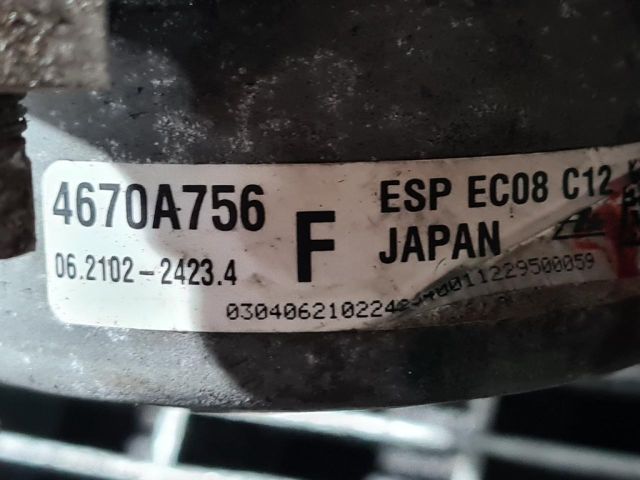 4670A756
06.2102-2423.4
F
ESP EC08 C12
JAPAN